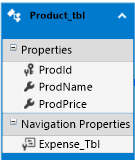 Product_tbl
Properties
ProdId
ProdName
ProdPrice
Navigation Properties
Expense_Tbl